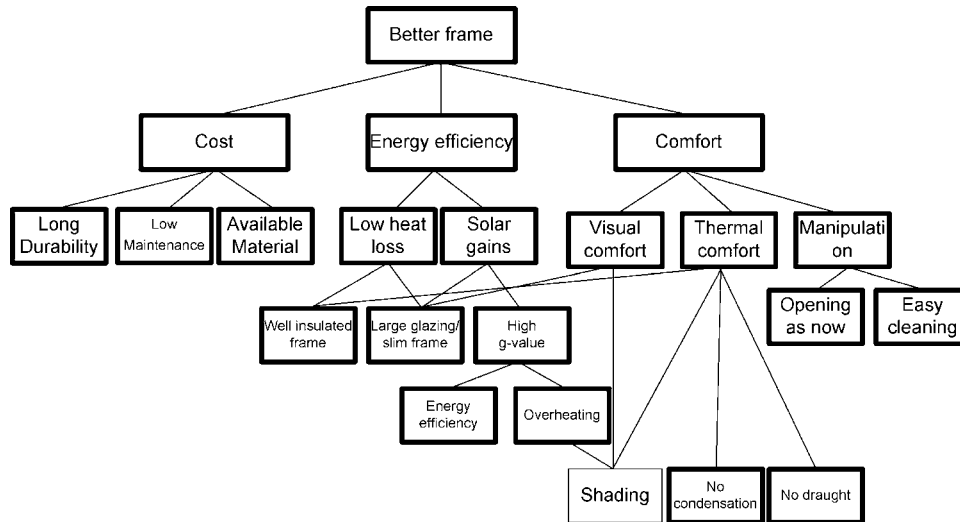 Better frame
Cost
Energy efficiency
Comfort
Long
Durability
Low
Maintenance
Available
Material
Low heat
loss
Solar
gains
Visual
comfort
Thermal
comfort
Manipulati
on
Well insulated
frame
Large glazing/
slim frame
High
g-value
Opening
as now
Easy
cleaning
Energy
efficiency
Overheating
Shading
No
condensation
No draught